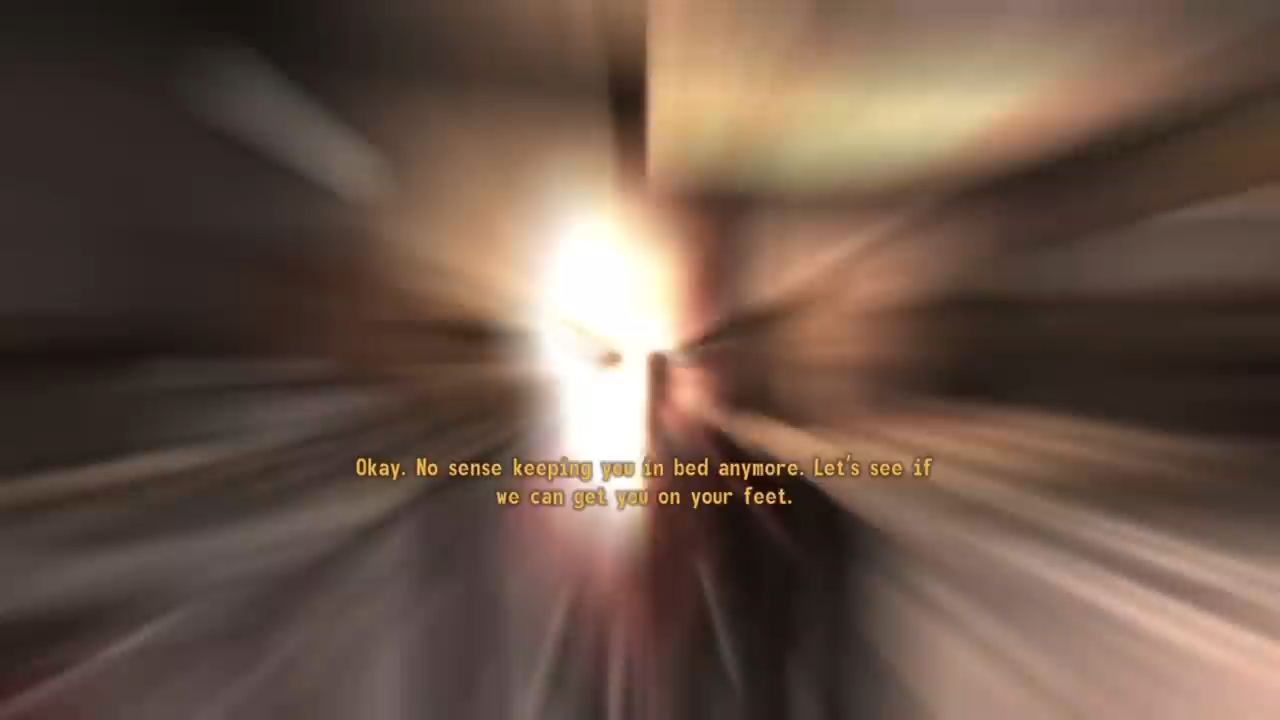 Okay. No sense keeping you in bed anymore. Let's see if
we can get you on your feet.